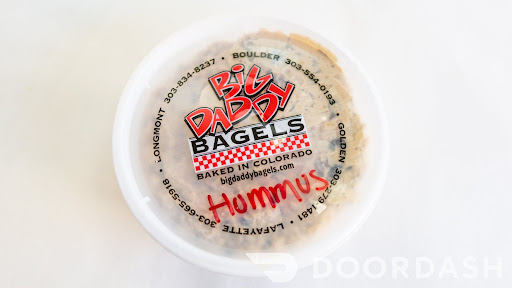 LONGMONT 303-834-8237 • BOULDER 303-554-0193 • GOLDEN 303-279-1481 • LAFAYETTE 303-665-5918 •
BIG
DADDY
BAGELS
BAKED IN COLORADO
bigdaddybagels.com
Hummus
DOORDASH